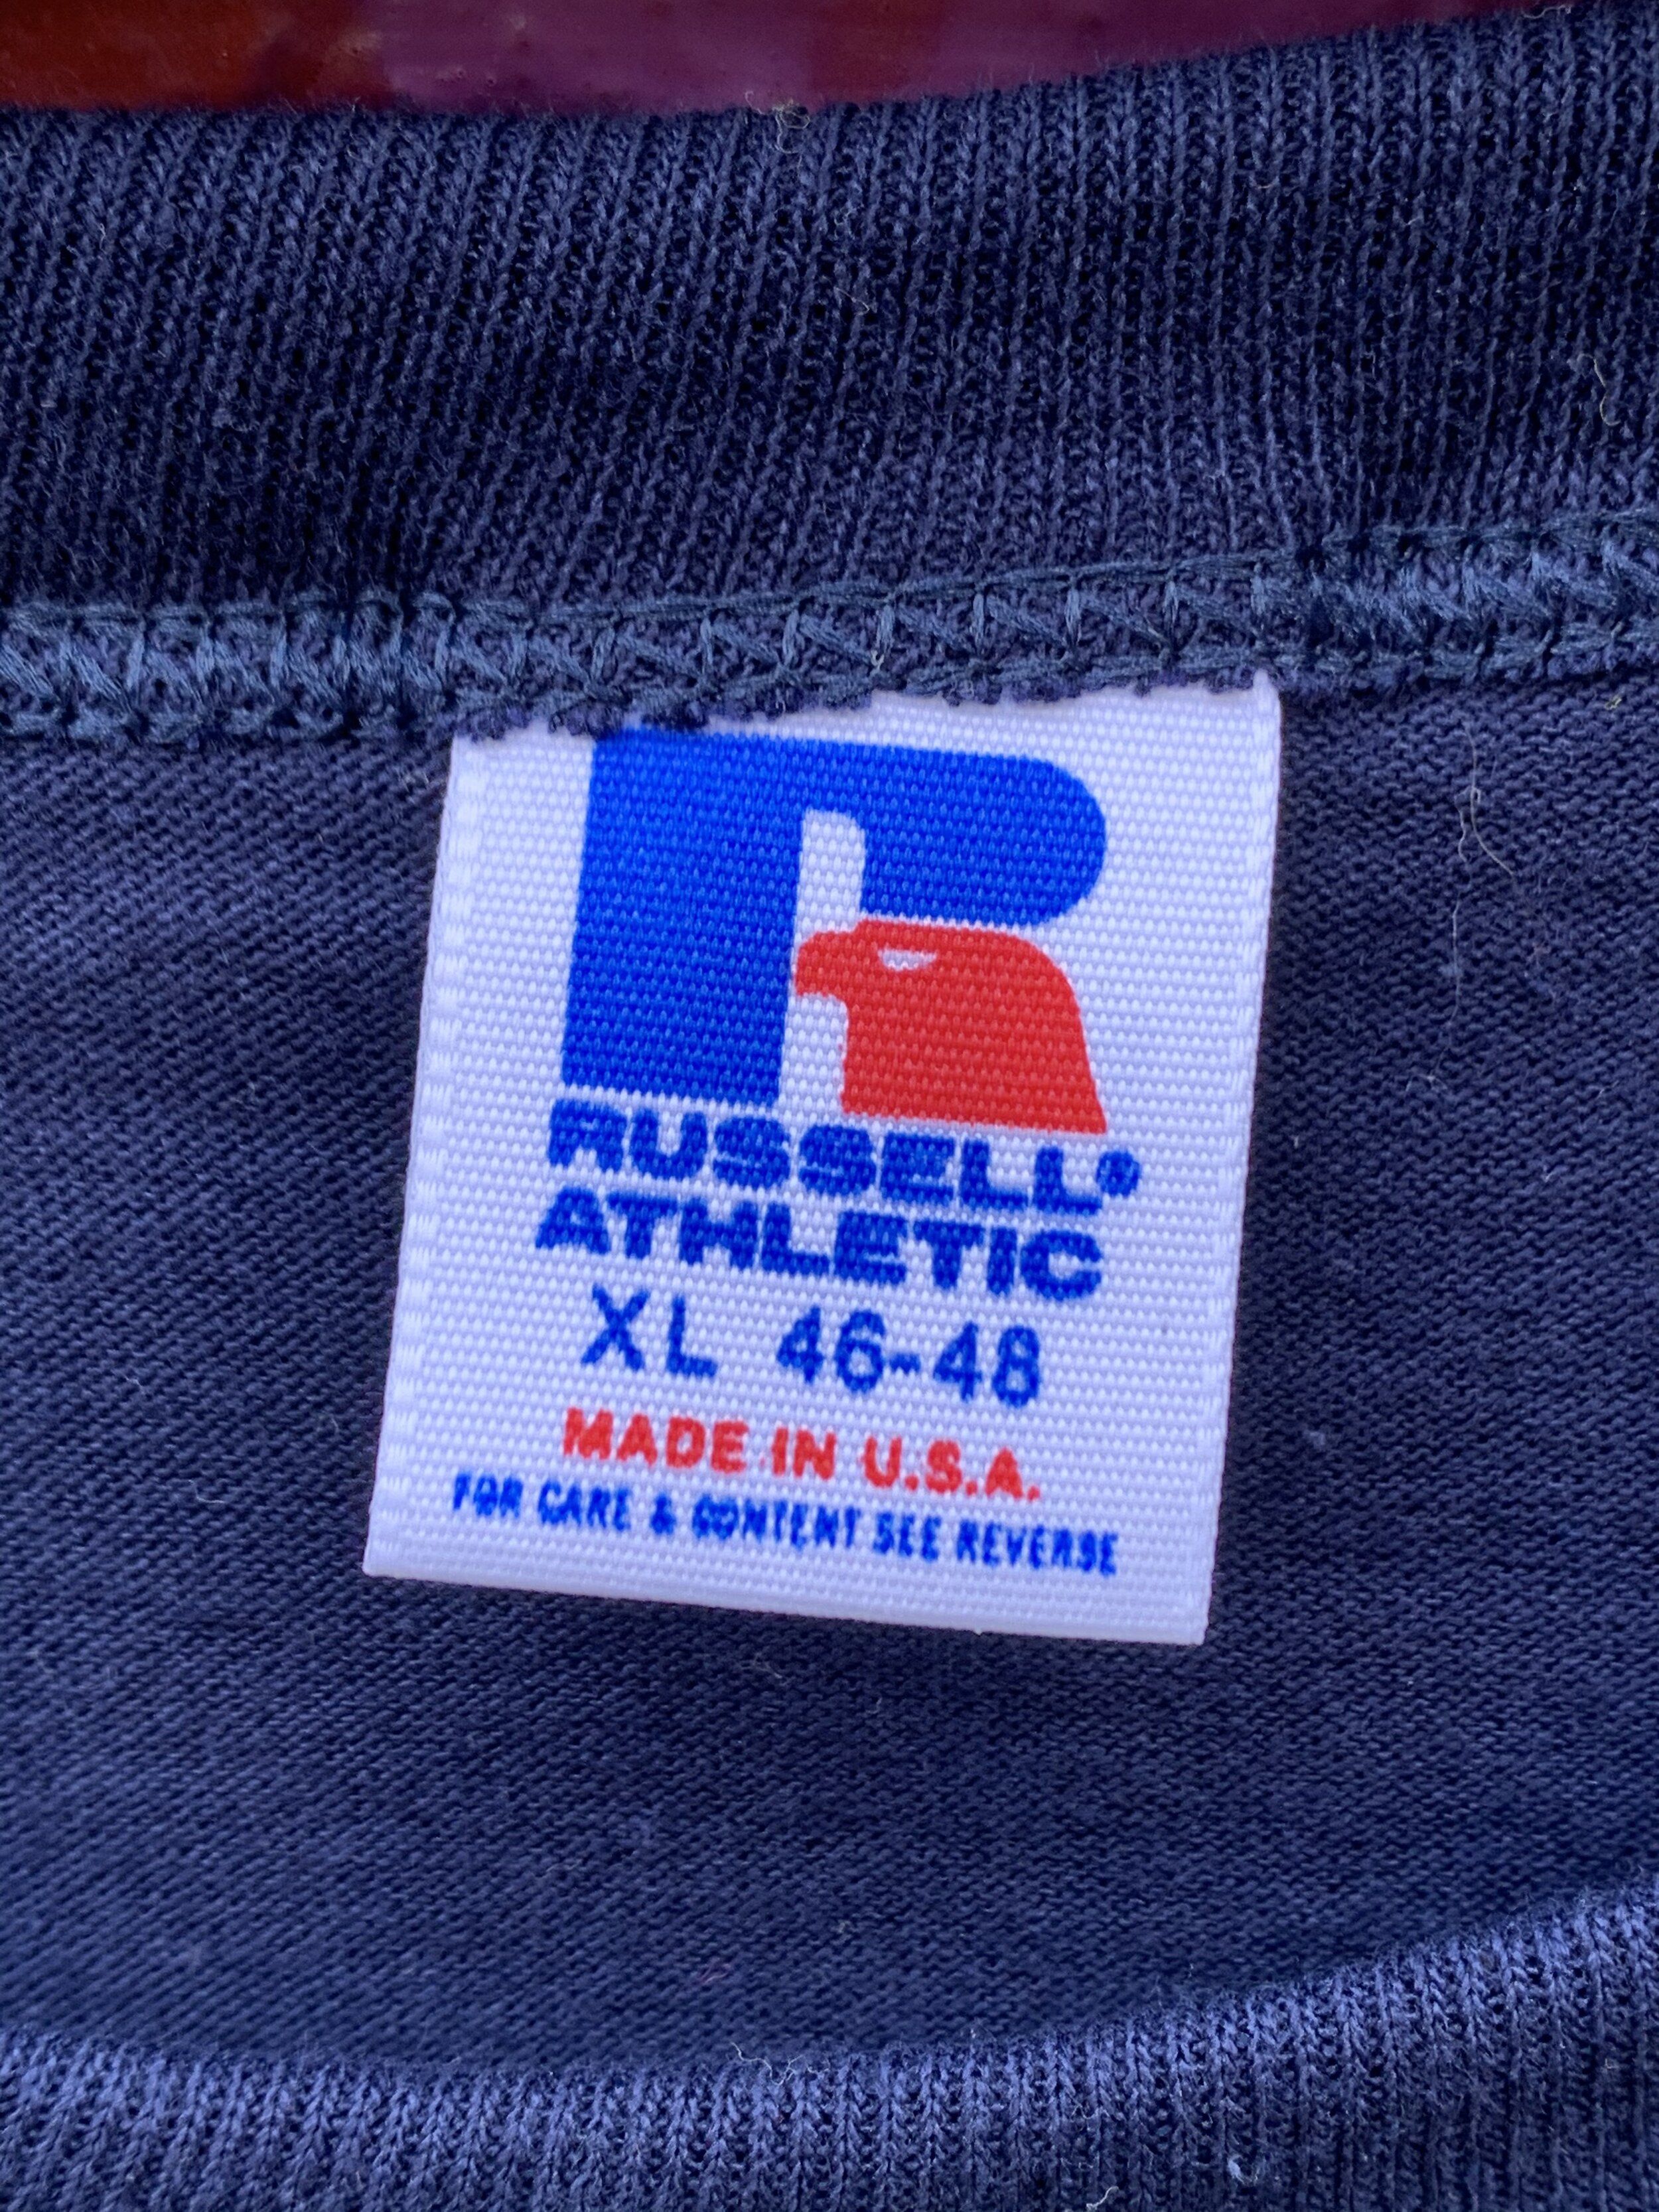 RUSSELL®
ATHLETIC
XL 46-48
MADE IN U.S.A.
FOR CARE & CONTENT SEE REVERSE